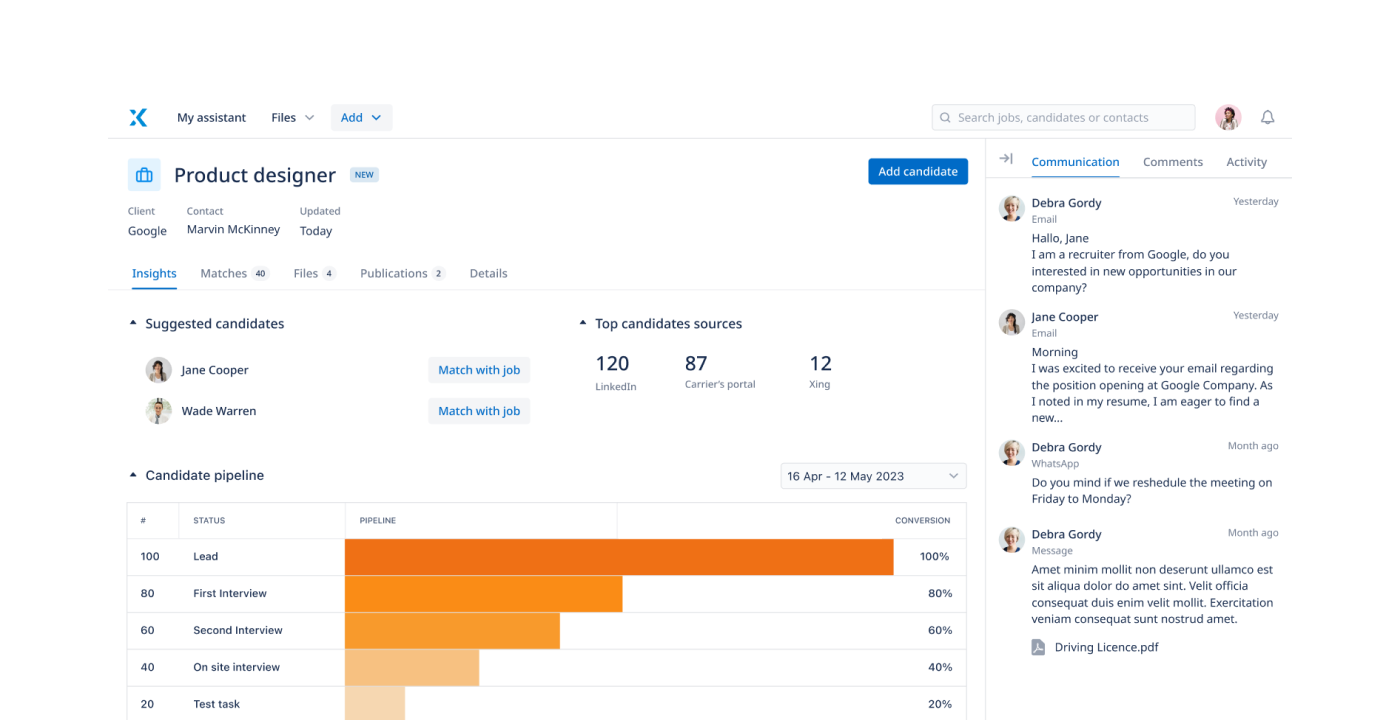 My assistant Files Add Search jobs, candidates or contacts
Product designer NEW Add candidate
Client Contact Updated
Google Marvin McKinney Today
Insights Matches 40 Files 4 Publications 2 Details
Suggested candidates
Jane Cooper Match with job
Wade Warren Match with job
Top candidates sources
120 87 12
LinkedIn Carrier's portal Xing
Candidate pipeline 16 Apr - 12 May 2023
# STATUS PIPELINE CONVERSION
100 Lead 100%
80 First Interview 80%
60 Second Interview 60%
40 On site interview 40%
20 Test task 20%
Communication Comments Activity
Debra Gordy Yesterday
Email
Hallo, Jane
I am a recruiter from Google, do you
interested in new opportunities in our
company?
Jane Cooper Yesterday
Email
Morning
I was excited to receive your email regarding
the position opening at Google Company. As
I noted in my resume, I am eager to find a
new...
Debra Gordy Month ago
WhatsApp
Do you mind if we reshedule the meeting on
Friday to Monday?
Debra Gordy Month ago
Message
Amet minim mollit non deserunt ullamco est
sit aliqua dolor do amet sint. Velit officia
consequat duis enim velit mollit. Exercitation
veniam consequat sunt nostrud amet.
Driving Licence.pdf